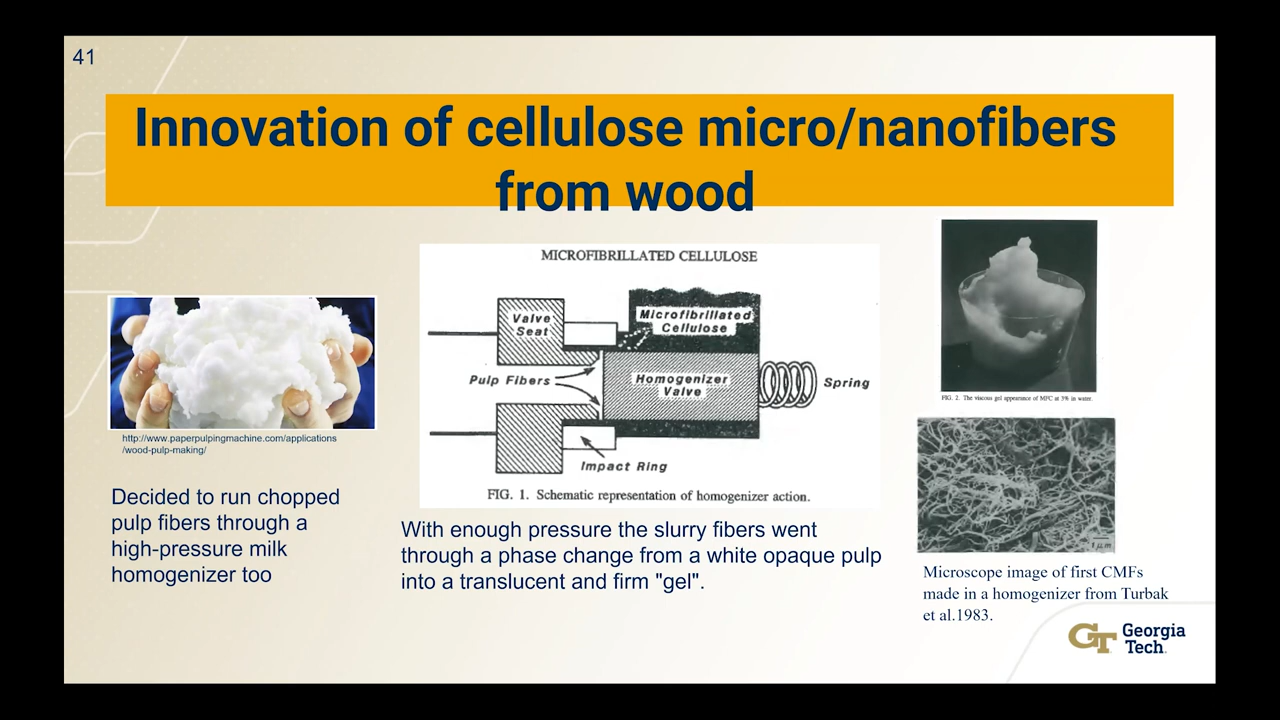 41
Innovation of cellulose micro/nanofibers
from wood
http://www.paperpulpingmachine.com/applications
/wood-pulp-making/
Decided to run chopped
pulp fibers through a
high-pressure milk
homogenizer too
MICROFIBRILLATED CELLULOSE
Valve
Seat
Microfibrillated
Cellulose
Pulp Fibers
Homogenizer
Valve
Spring
Impact Ring
FIG. 1. Schematic representation of homogenizer action.
With enough pressure the slurry fibers went
through a phase change from a white opaque pulp
into a translucent and firm "gel".
FIG. 2. The viscous gel appearance of MFC at 3% in water.
1 μm
Microscope image of first CMFs
made in a homogenizer from Turbak
et al.1983.
GT
Georgia
Tech.